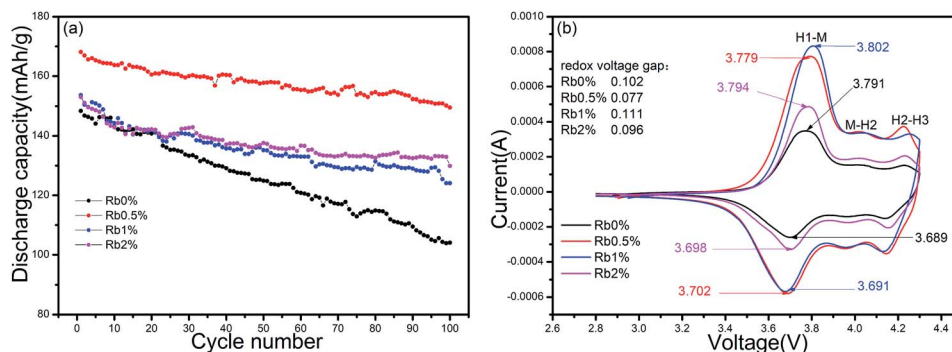 (a)
Discharge capacity(mAh/g)
180
160
140
120
100
80
Rb0%
Rb0.5%
Rb1%
Rb2%
0 10 20 30 40 50 60 70 80 90 100
Cycle number
(b)
Current(A)
0.0010
0.0008
0.0006
0.0004
0.0002
0.0000
-0.0002
-0.0004
-0.0006
redox voltage gap:
Rb0% 0.102
Rb0.5% 0.077
Rb1% 0.111
Rb2% 0.096
H1-M
3.802
3.779
3.791
3.794
M-H2
H2-H3
Rb0%
Rb0.5%
Rb1%
Rb2%
3.689
3.698
3.702
3.691
2.6 2.8 3.0 3.2 3.4 3.6 3.8 4.0 4.2 4.4
Voltage(V)